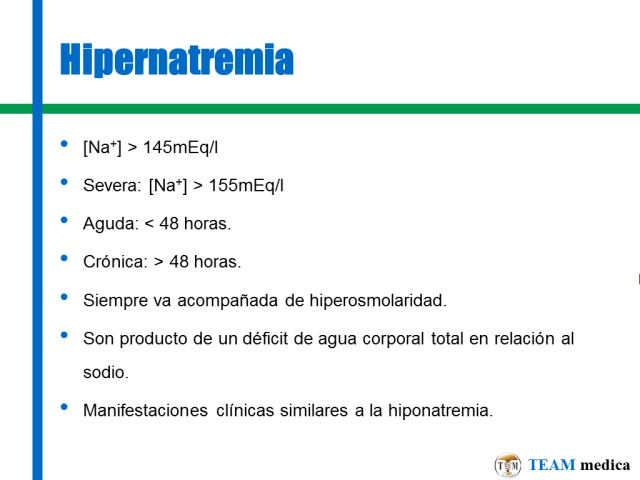 Hipernatremia
• [Na⁺] > 145mEq/l
• Severa: [Na⁺] > 155mEq/l
• Aguda: < 48 horas.
• Crónica: > 48 horas.
• Siempre va acompañada de hiperosmolaridad.
• Son producto de un déficit de agua corporal total en relación al
sodio.
• Manifestaciones clínicas similares a la hiponatremia.
TEAM medica